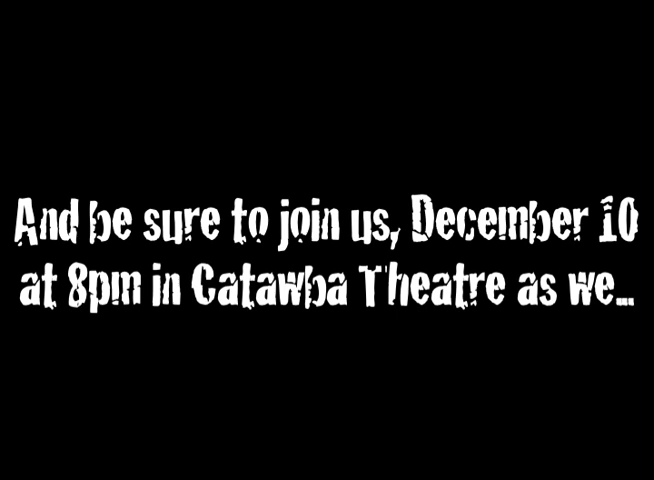 And be sure to join us, December 10
at 8pm in Catawba Theatre as we...